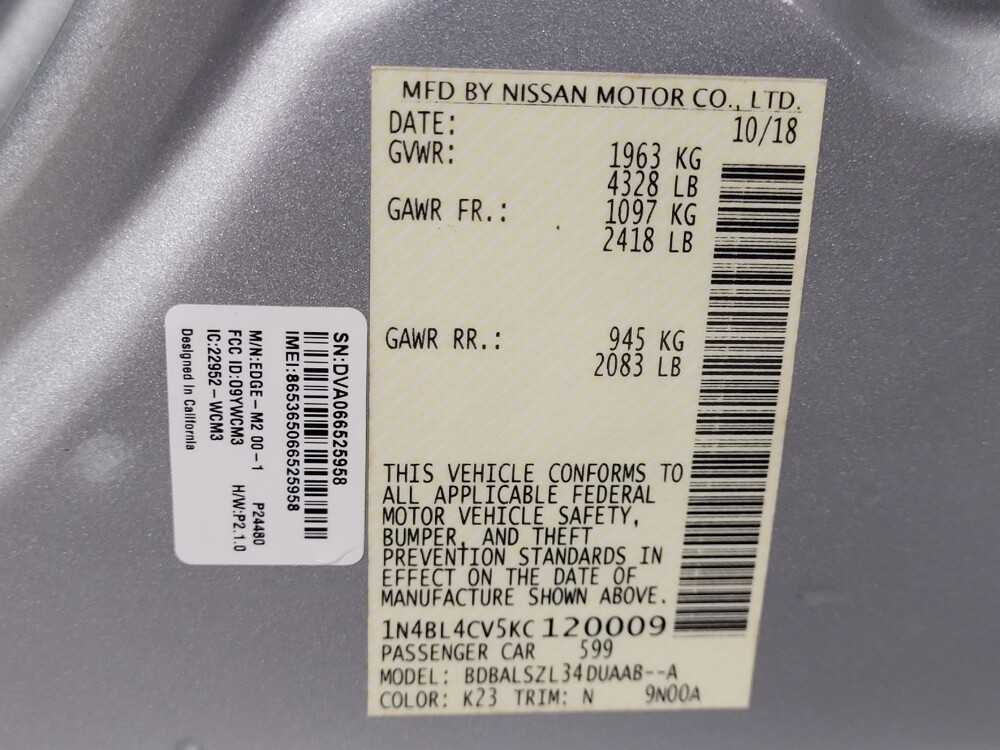 MFD BY NISSAN MOTOR CO., LTD.
DATE: 10/18
GVWR: 1963 KG
4328 LB
GAWR FR.: 1097 KG
2418 LB
GAWR RR.: 945 KG
2083 LB
THIS VEHICLE CONFORMS TO
ALL APPLICABLE FEDERAL
MOTOR VEHICLE SAFETY,
BUMPER, AND THEFT
PREVENTION STANDARDS IN
EFFECT ON THE DATE OF
MANUFACTURE SHOWN ABOVE.
1N4BL4CV5KC120009
PASSENGER CAR 599
MODEL: BDBALSZL34DUAAB--A
COLOR: K23 TRIM: N 9N00A
SN:DVA066525958
IMEI:865365066525958
M/N:EDGE-M2 00-1 P24480
FCC ID:09YWCM3 H/W:P2.1.0
IC:22952-WCM3
Designed In California